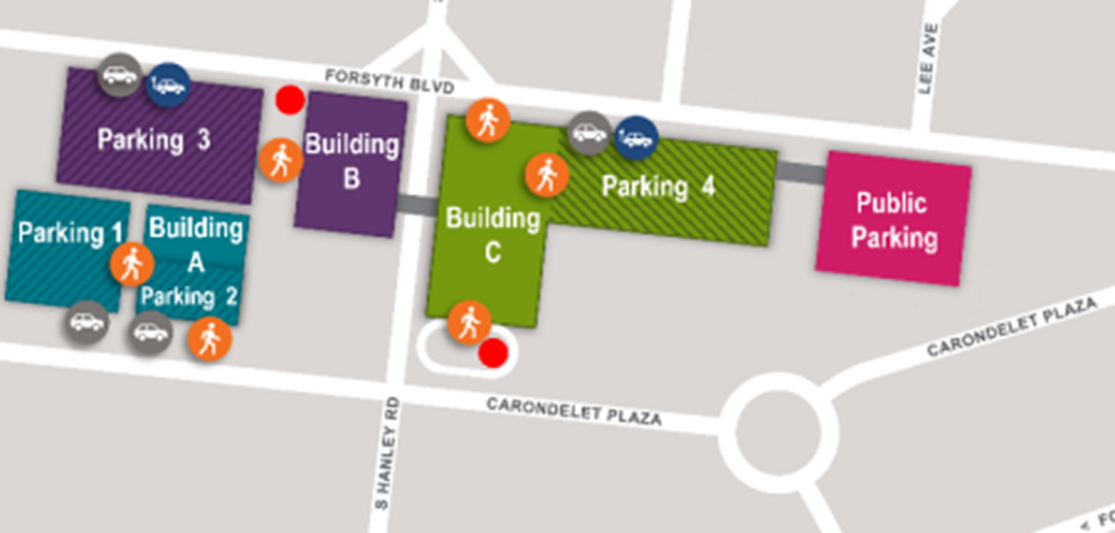 FORSYTH BLVD
LEE AVE
Parking 3
Building
B
Parking 4
Public
Parking
Parking 1
Building
A
Parking 2
Building
C
CARONDELET PLAZA
CARONDELET PLAZA
S HANLEY RD